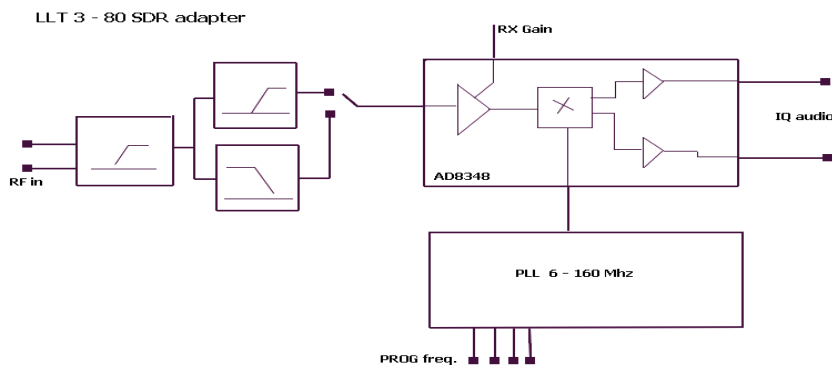 LLT 3 - 80 SDR adapter
RX Gain
IQ audio
RF in
AD8348
PLL 6 - 160 Mhz
PROG freq.